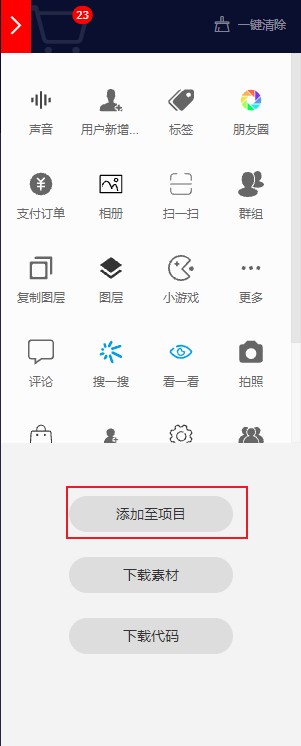 23
一键清除
声音
用户新增...
标签
朋友圈
支付订单
相册
扫一扫
群组
复制图层
图层
小游戏
更多
评论
搜一搜
看一看
拍照
添加至项目
下载素材
下载代码